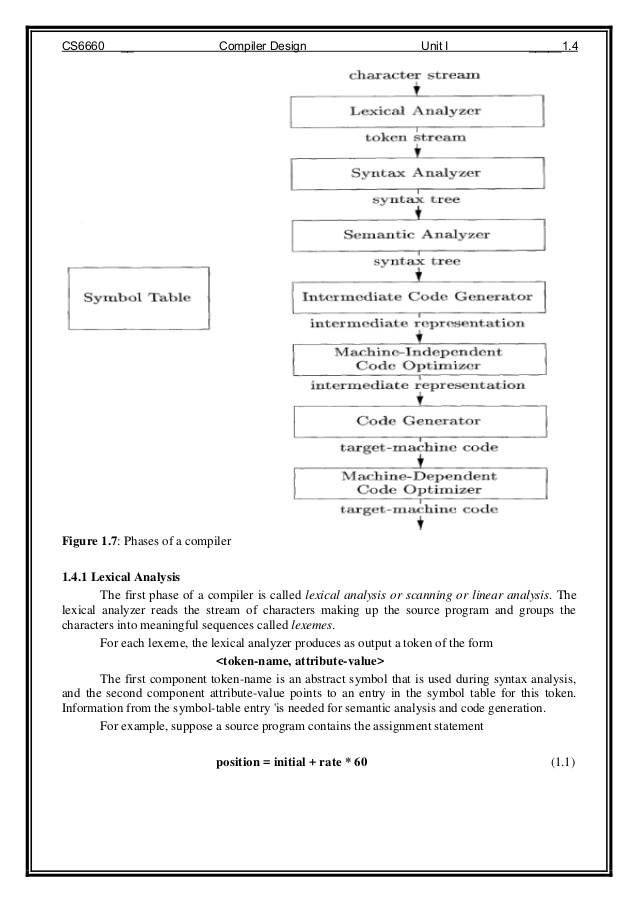 CS6660 __ Compiler Design Unit I _____1.4
character stream
Lexical Analyzer
token stream
Syntax Analyzer
syntax tree
Semantic Analyzer
syntax tree
Symbol Table
Intermediate Code Generator
intermediate representation
Machine-Independent
Code Optimizer
intermediate representation
Code Generator
target-machine code
Machine-Dependent
Code Optimizer
target-machine code
Figure 1.7: Phases of a compiler
1.4.1 Lexical Analysis
The first phase of a compiler is called lexical analysis or scanning or linear analysis. The
lexical analyzer reads the stream of characters making up the source program and groups the
characters into meaningful sequences called lexemes.
For each lexeme, the lexical analyzer produces as output a token of the form
<token-name, attribute-value>
The first component token-name is an abstract symbol that is used during syntax analysis,
and the second component attribute-value points to an entry in the symbol table for this token.
Information from the symbol-table entry 'is needed for semantic analysis and code generation.
For example, suppose a source program contains the assignment statement
position = initial + rate * 60 (1.1)